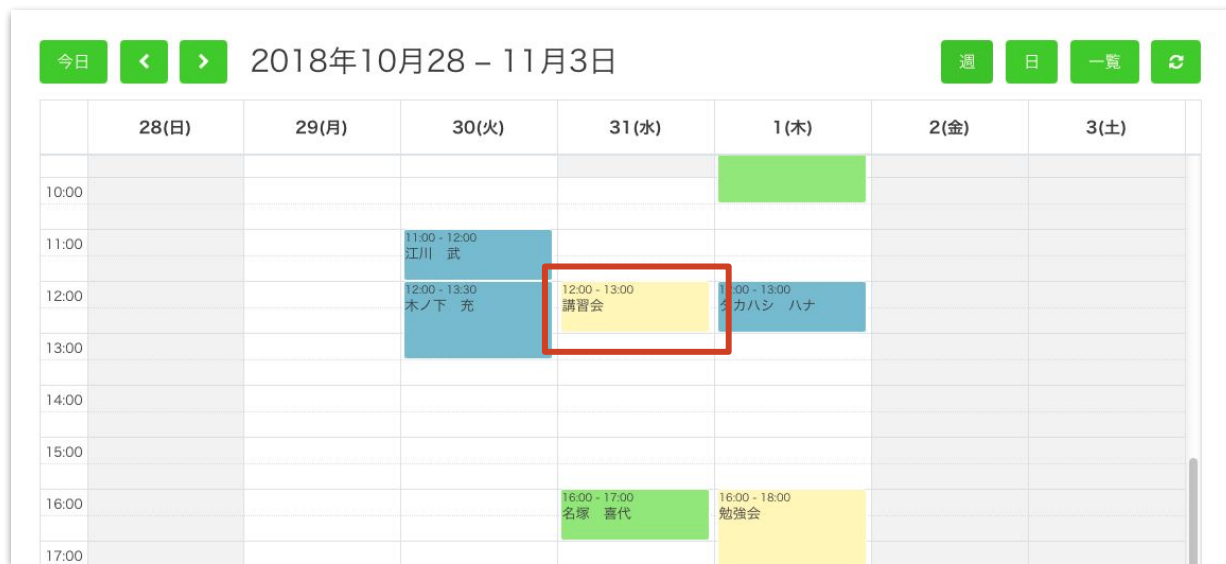 今日 2018年10月28 – 11月3日 週 日 一覧
28(日) 29(月) 30(火) 31(水) 1(木) 2(金) 3(土)
10:00
11:00 11:00 - 12:00
江川 武
12:00 12:00 - 13:30 12:00 - 13:00 :00 - 13:00
木ノ下 充 講習会 タカハシ ハナ
13:00
14:00
15:00
16:00 16:00 - 17:00 16:00 - 18:00
名塚 喜代 勉強会
17:00